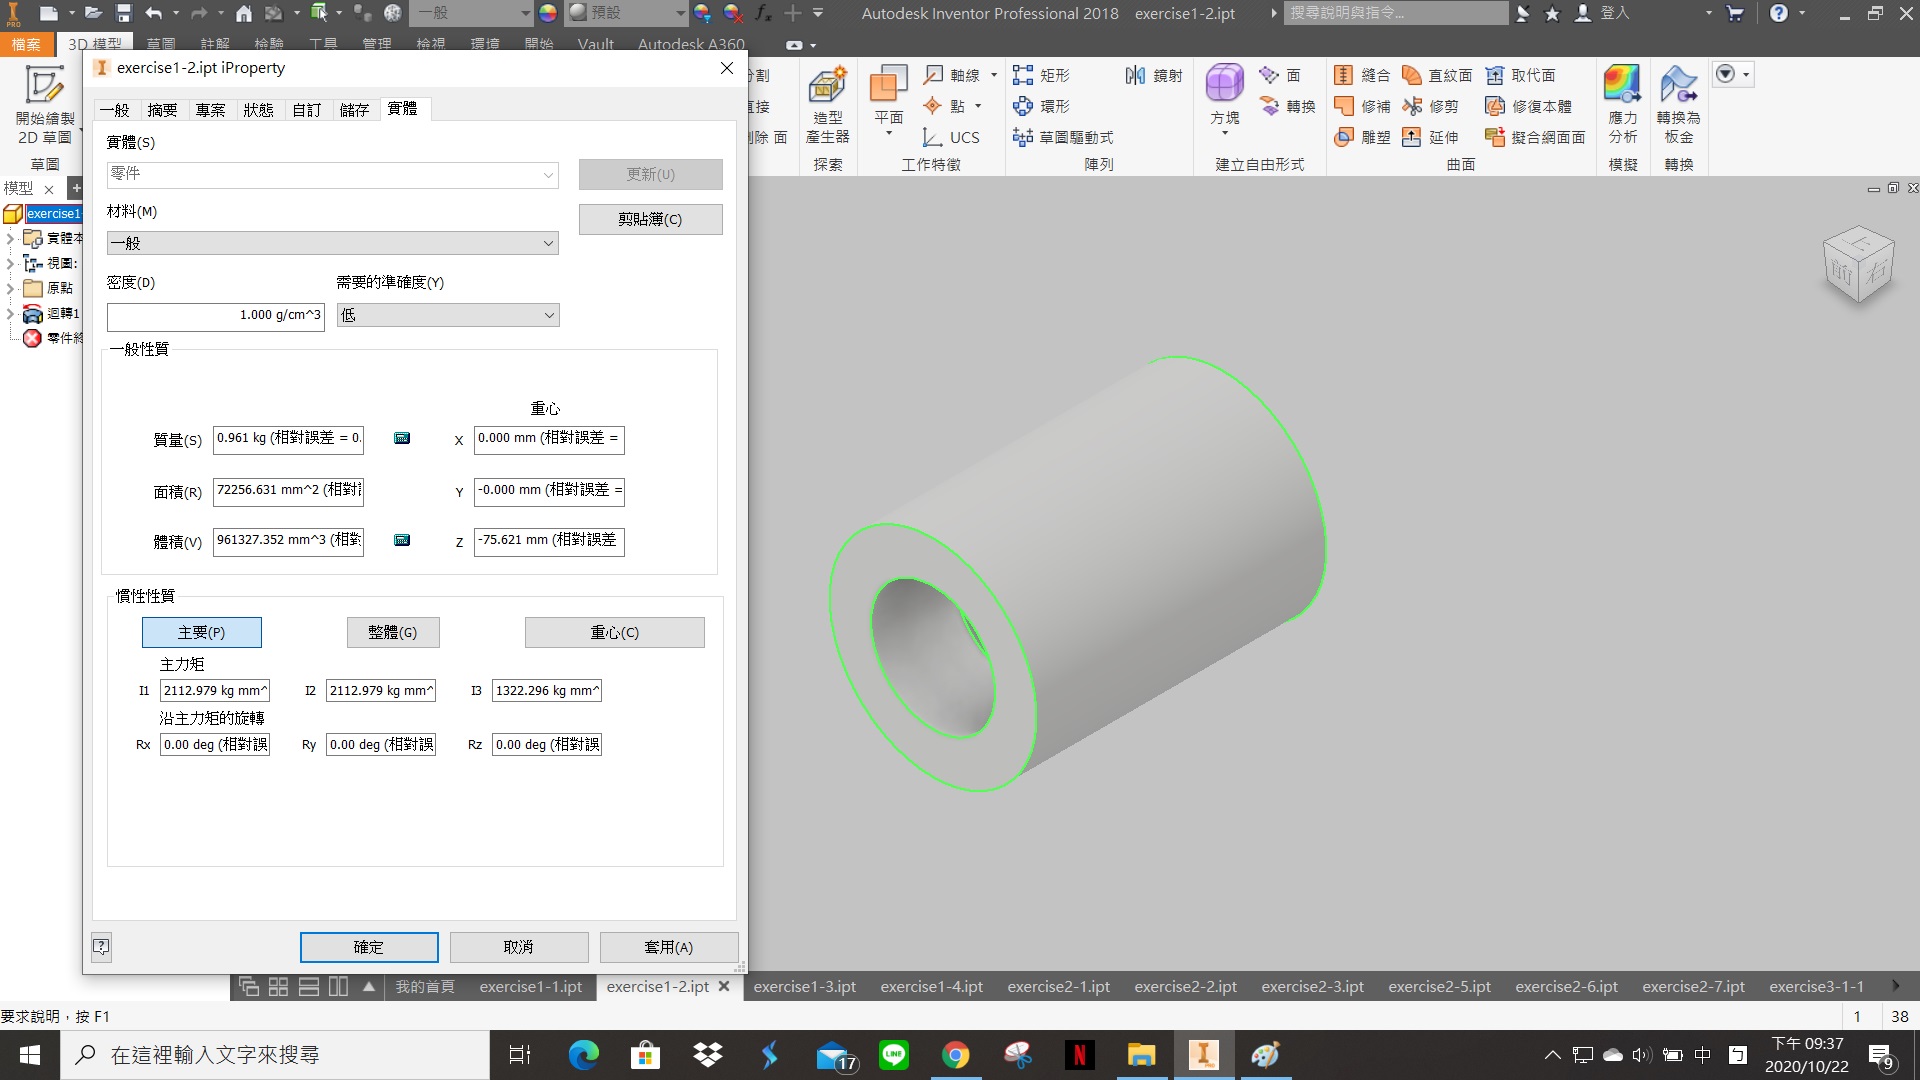 PRO
一般
預設
Autodesk Inventor Professional 2018 exercise1-2.ipt
搜尋說明與指令...
登入
檔案
3D 模型
草圖
註解
檢驗
工具
管理
檢視
環境
開始
Vault
Autodesk A360
開始繪製
2D 草圖
草圖
分割
直接
刪除 面
造型
產生器
探索
平面
軸線
點
UCS
工作特徵
矩形
環形
草圖驅動式
鏡射
陣列
方塊
面
轉換
建立自由形式
縫合
直紋面
取代面
修補
修剪
修復本體
雕塑
延伸
擬合網面面
曲面
應力
分析
模擬
轉換為
板金
轉換
模型
exercise1-
實體本
視圖:
原點
迴轉1
零件終
exercise1-2.ipt iProperty
一般
摘要
專案
狀態
自訂
儲存
實體
實體(S)
零件
更新(U)
材料(M)
剪貼簿(C)
一般
密度(D)
需要的準確度(Y)
1.000 g/cm^3
低
一般性質
重心
質量(S)
0.961 kg (相對誤差 = 0.
X
0.000 mm (相對誤差 =
面積(R)
72256.631 mm^2 (相對
Y
-0.000 mm (相對誤差 =
體積(V)
961327.352 mm^3 (相對
Z
-75.621 mm (相對誤差
慣性性質
主要(P)
整體(G)
重心(C)
主力矩
I1
2112.979 kg mm^
I2
2112.979 kg mm^
I3
1322.296 kg mm^
沿主力矩的旋轉
Rx
0.00 deg (相對誤
Ry
0.00 deg (相對誤
Rz
0.00 deg (相對誤
確定
取消
套用(A)
上
前
右
我的首頁
exercise1-1.ipt
exercise1-2.ipt
exercise1-3.ipt
exercise1-4.ipt
exercise2-1.ipt
exercise2-2.ipt
exercise2-3.ipt
exercise2-5.ipt
exercise2-6.ipt
exercise2-7.ipt
exercise3-1-1
要求說明，按 F1
1
38
在這裡輸入文字來搜尋
17
LINE
N
PRO
中
ㄅ
下午 09:37
2020/10/22
9